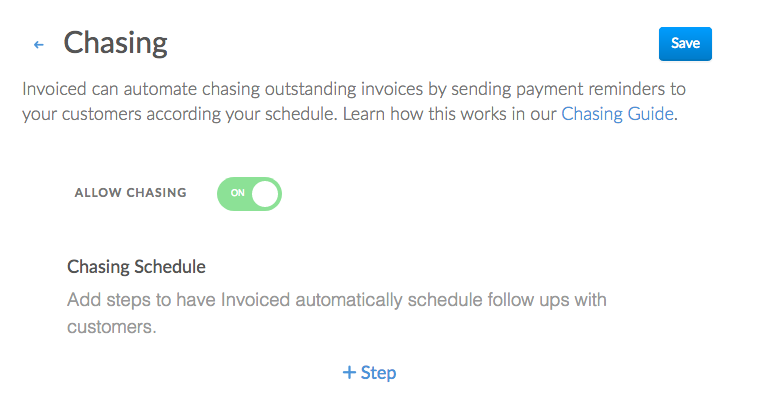 ← Chasing
Save
Invoiced can automate chasing outstanding invoices by sending payment reminders to
your customers according your schedule. Learn how this works in our Chasing Guide.
ALLOW CHASING ON
Chasing Schedule
Add steps to have Invoiced automatically schedule follow ups with
customers.
+ Step